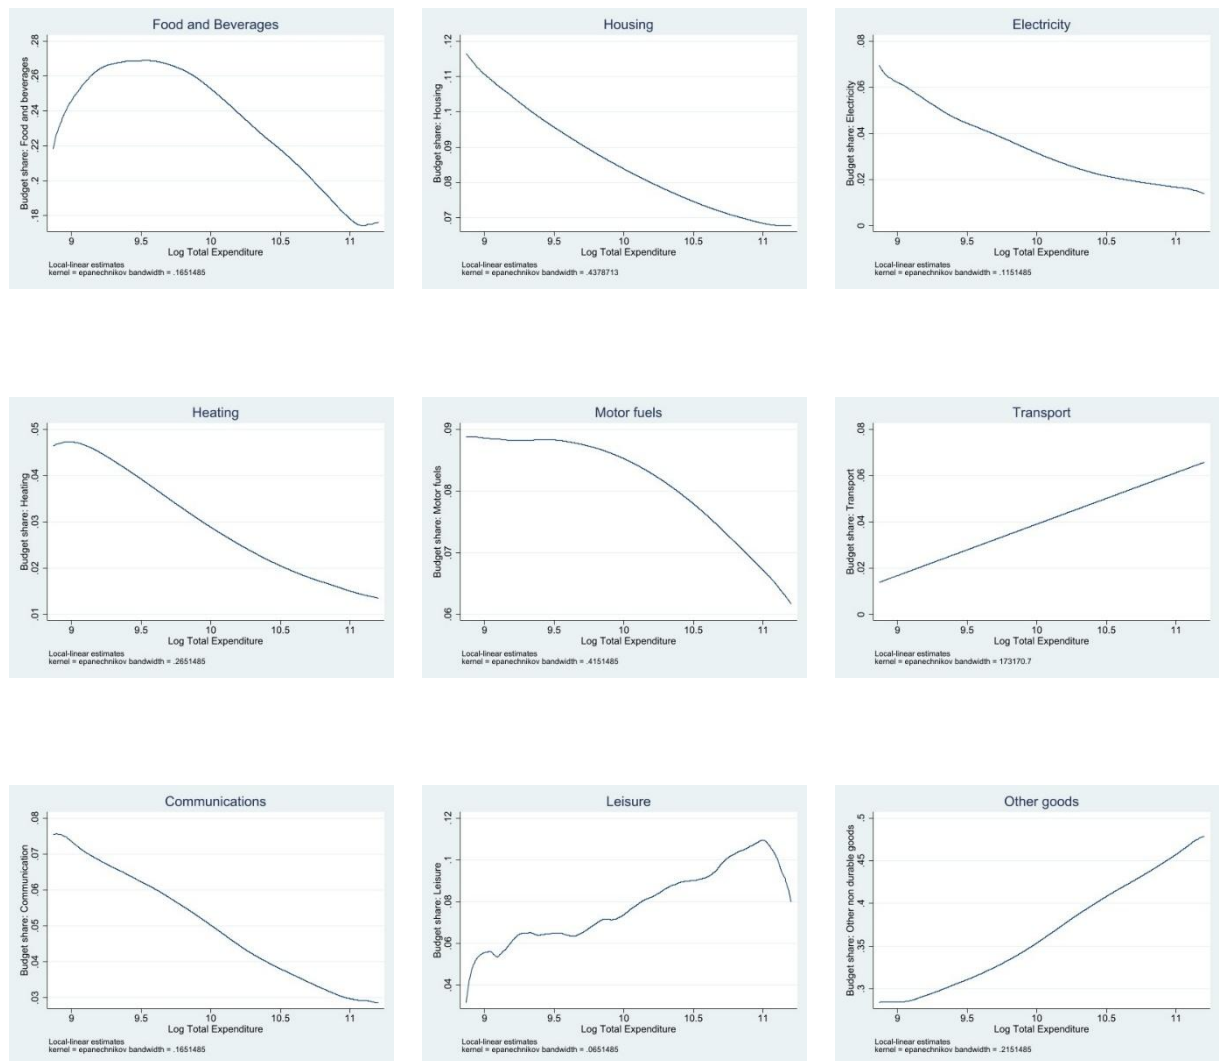 Food and Beverages
Budget share: Food and beverages
.28
.26
.24
.22
.2
.18
9 9.5 10 10.5 11
Log Total Expenditure
Local-linear estimates
kernel = epanechnikov bandwidth = .1651485
Housing
Budget share: Housing
.12
.11
.1
.09
.08
.07
9 9.5 10 10.5 11
Log Total Expenditure
Local-linear estimates
kernel = epanechnikov bandwidth = .4378713
Electricity
Budget share: Electricity
.08
.06
.04
.02
0
9 9.5 10 10.5 11
Log Total Expenditure
Local-linear estimates
kernel = epanechnikov bandwidth = .1151485
Heating
Budget share: Heating
.05
.04
.03
.02
.01
9 9.5 10 10.5 11
Log Total Expenditure
Local-linear estimates
kernel = epanechnikov bandwidth = .2651485
Motor fuels
Budget share: Motor fuels
.09
.08
.07
.06
9 9.5 10 10.5 11
Log Total Expenditure
Local-linear estimates
kernel = epanechnikov bandwidth = .4151485
Transport
Budget share: Transport
.08
.06
.04
.02
0
9 9.5 10 10.5 11
Log Total Expenditure
Local-linear estimates
kernel = epanechnikov bandwidth = 173170.7
Communications
Budget share: Communication
.08
.07
.06
.05
.04
.03
9 9.5 10 10.5 11
Log Total Expenditure
Local-linear estimates
kernel = epanechnikov bandwidth = .1651485
Leisure
Budget share: Leisure
.12
.1
.08
.06
.04
9 9.5 10 10.5 11
Log Total Expenditure
Local-linear estimates
kernel = epanechnikov bandwidth = .0651485
Other goods
Budget share: Other non durable goods
.5
.45
.4
.35
.3
9 9.5 10 10.5 11
Log Total Expenditure
Local-linear estimates
kernel = epanechnikov bandwidth = .2151485